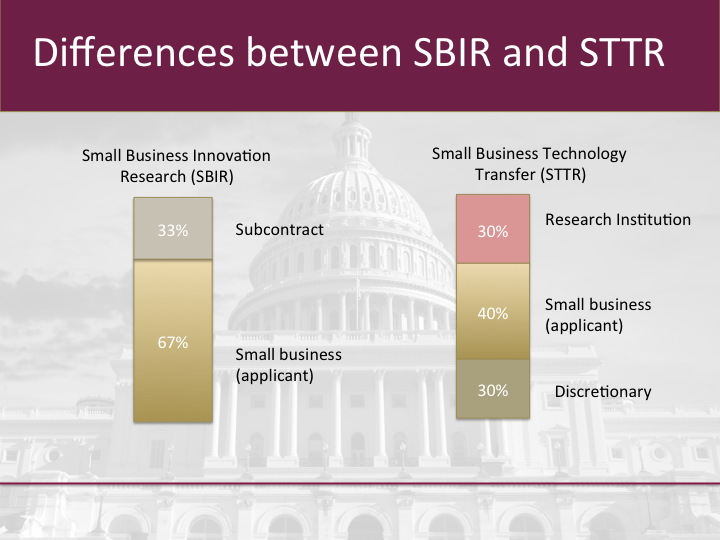 Differences between SBIR and STTR
Small Business Innovation
Research (SBIR)
33%
Subcontract
67%
Small business
(applicant)
Small Business Technology
Transfer (STTR)
30%
Research Institution
40%
Small business
(applicant)
30%
Discretionary